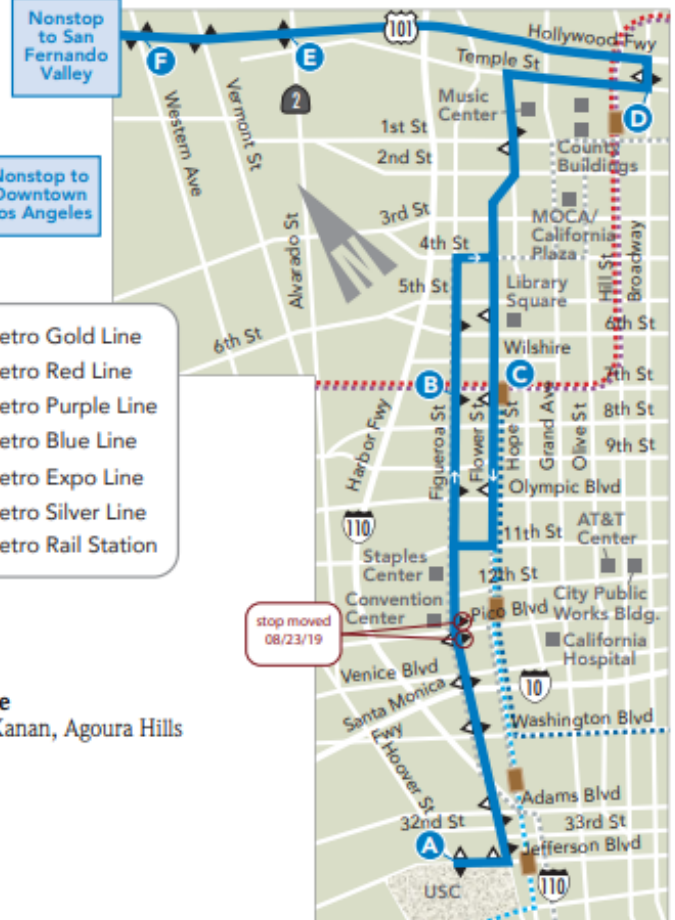 Nonstop
to San
Fernando
Valley
F
E
101
Hollywood Fwy
Temple St
2
Music
Center
D
Western Ave
Vermont St
1st St
2nd St
County
Buildings
Nonstop to
Downtown
Los Angeles
N
Alvarado St
3rd St
4th St
MOCA/
California
Plaza
Hill St
Broadway
5th St
Library
Square
6th St
6th St
Wilshire
etro Gold Line
etro Red Line
etro Purple Line
etro Blue Line
etro Expo Line
etro Silver Line
etro Rail Station
B
C
7th St
8th St
9th St
Harbor Fwy
Figueroa St
Flower St
Hope St
Grand Ave
Olive St
Olympic Blvd
110
11th St
AT&T
Center
Staples
Center
12th St
Convention
Center
Pico Blvd
City Public
Works Bldg.
stop moved
08/23/19
California
Hospital
Venice Blvd
Santa Monica
Fwy
10
Washington Blvd
e
Kanan, Agoura Hills
Hoover St
Adams Blvd
32nd St
33rd St
A
Jefferson Blvd
USC
110